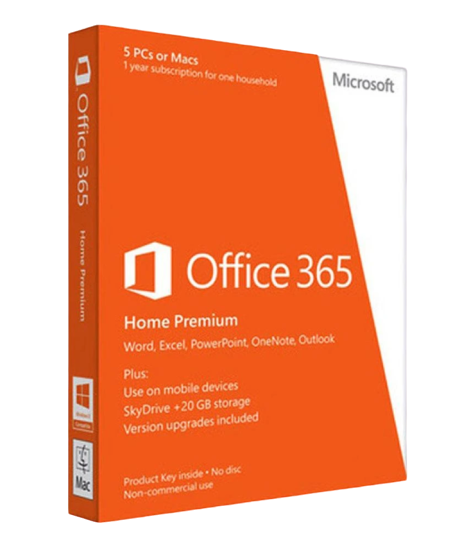 5 PCs or Macs
1 year subscription for one household
Microsoft
Office 365
Home Premium
Word, Excel, PowerPoint, OneNote, Outlook
Plus:
Use on mobile devices
SkyDrive +20 GB storage
Version upgrades included
Product Key inside • No disc
Non-commercial use
Office 365
Home Premium
Mac